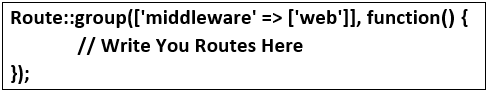 Route::group(['middleware' => ['web']], function() {
// Write You Routes Here
});